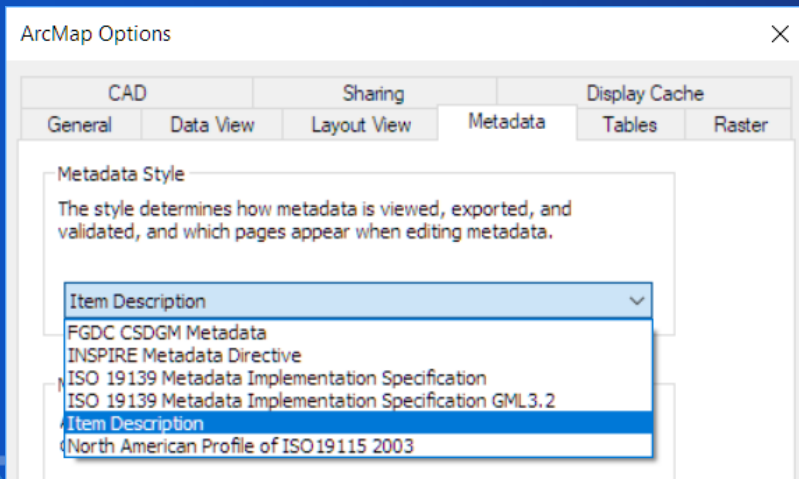 ArcMap Options
CAD Sharing Display Cache
General Data View Layout View Metadata Tables Raster
Metadata Style
The style determines how metadata is viewed, exported, and
validated, and which pages appear when editing metadata.
Item Description
FGDC CSDGM Metadata
INSPIRE Metadata Directive
ISO 19139 Metadata Implementation Specification
ISO 19139 Metadata Implementation Specification GML3.2
Item Description
North American Profile of ISO19115 2003